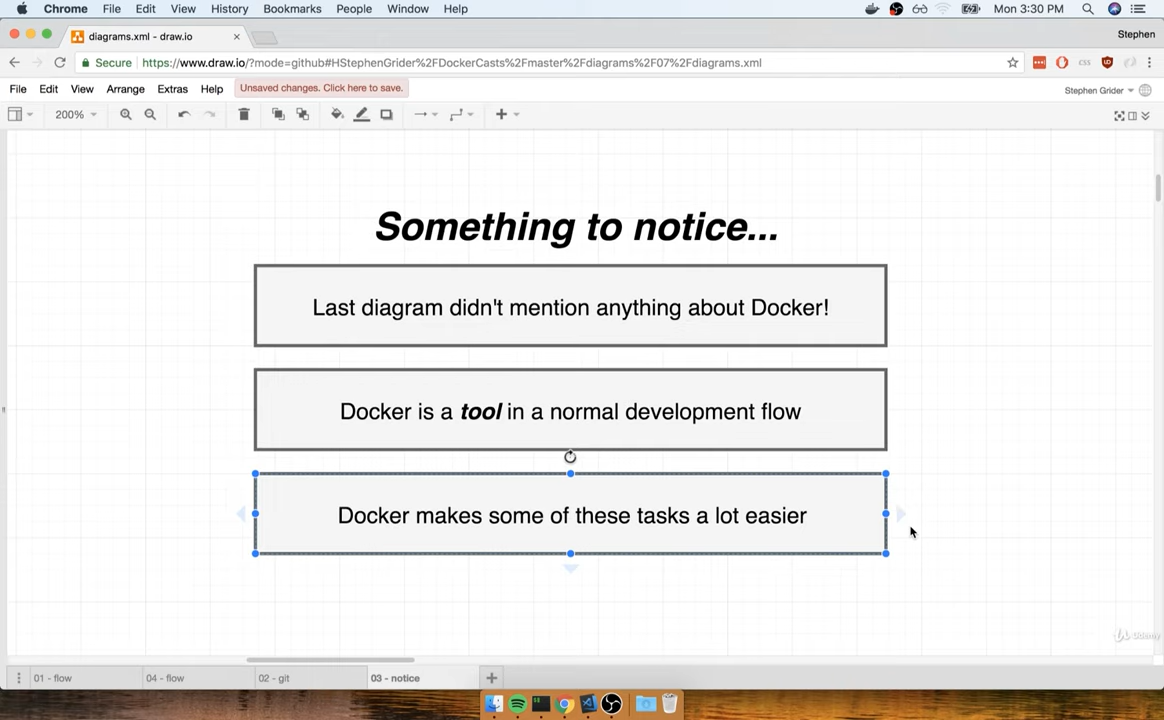 Chrome File Edit View History Bookmarks People Window Help Mon 3:30 PM
diagrams.xml - draw.io Stephen
Secure https://www.draw.io/?mode=github#HStephenGrider%2FDockerCasts%2Fmaster%2Fdiagrams%2F07%2Fdiagrams.xml
File Edit View Arrange Extras Help Unsaved changes. Click here to save. Stephen Grider
200%
Something to notice...
Last diagram didn't mention anything about Docker!
Docker is a tool in a normal development flow
Docker makes some of these tasks a lot easier
Udemy
01 - flow 04 - flow 02 - git 03 - notice